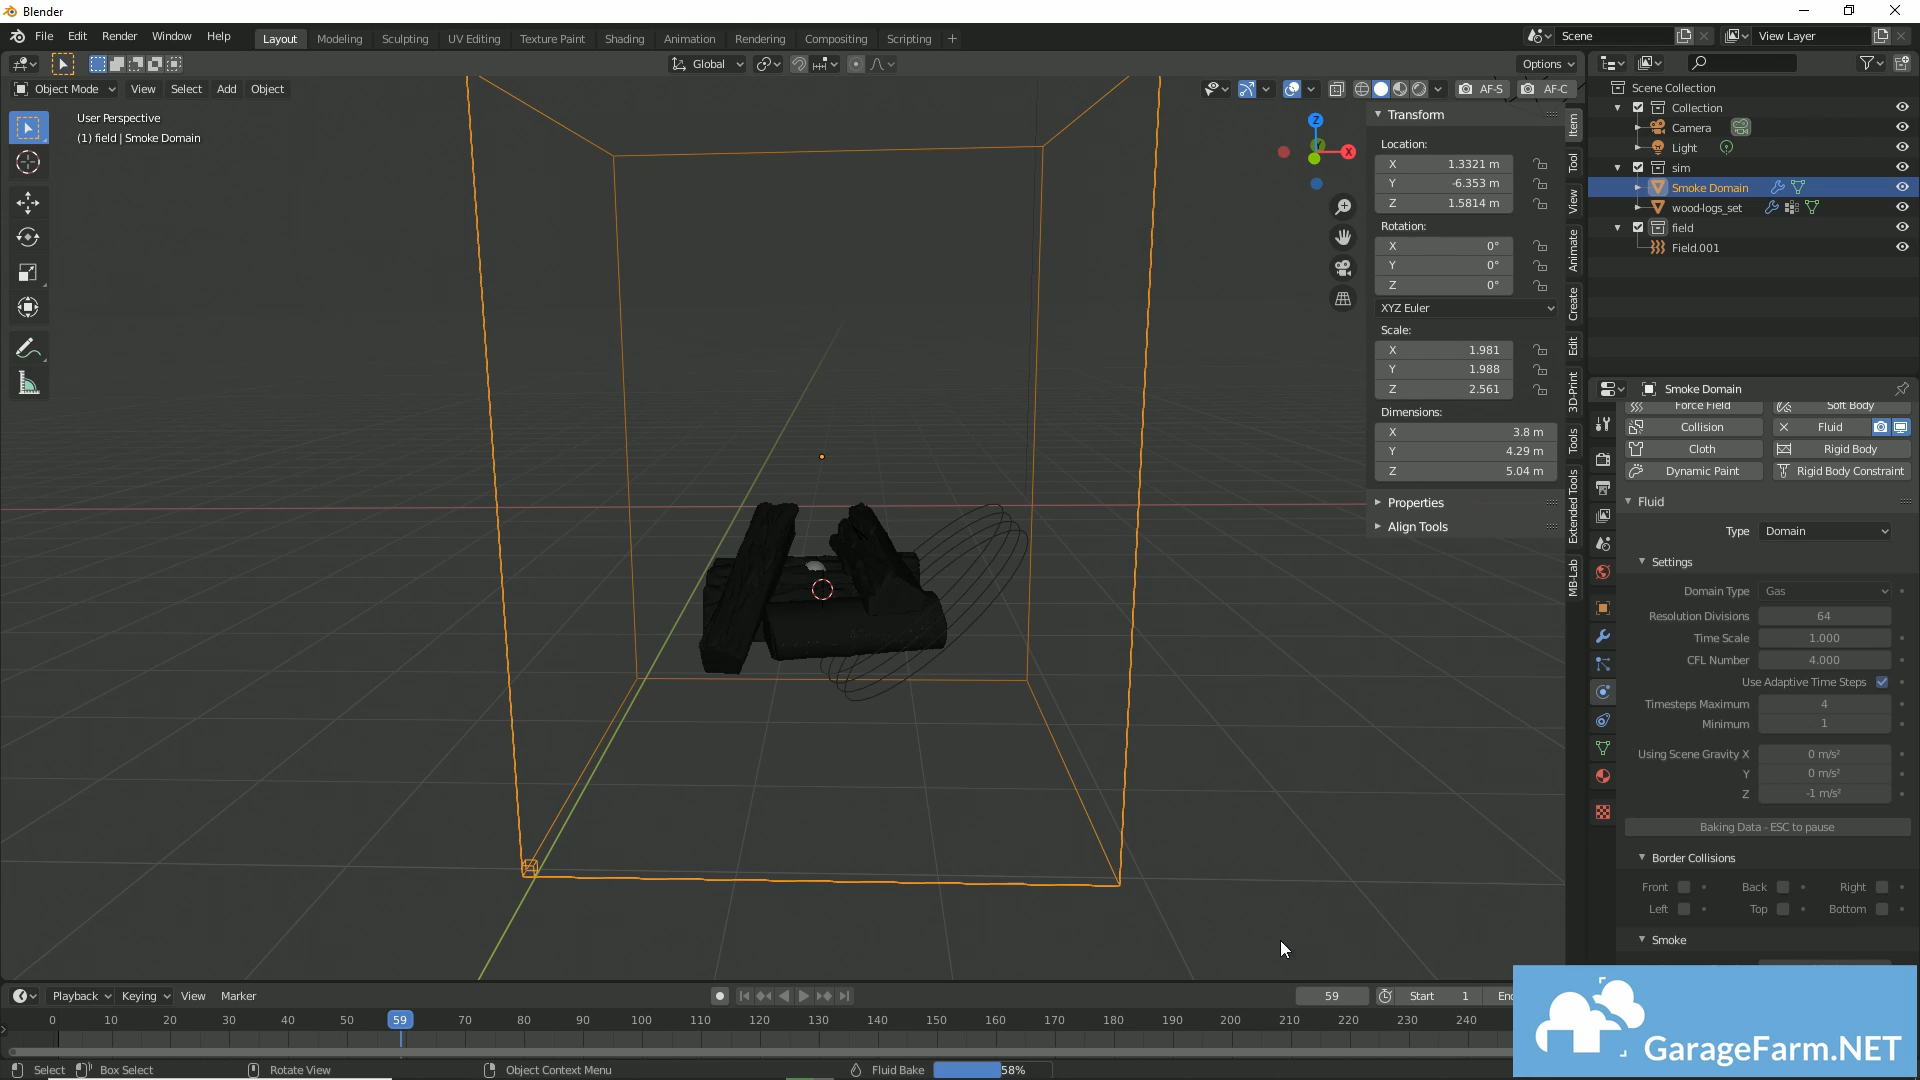 Blender
File Edit Render Window Help
Layout Modeling Sculpting UV Editing Texture Paint Shading Animation Rendering Compositing Scripting +
Scene
View Layer
Global
Options
Object Mode View Select Add Object
AF-S AF-C
User Perspective
(1) field | Smoke Domain
Z
X
Transform
Location:
X 1.3321 m
Y -6.353 m
Z 1.5814 m
Rotation:
X 0°
Y 0°
Z 0°
XYZ Euler
Scale:
X 1.981
Y 1.988
Z 2.561
Dimensions:
X 3.8 m
Y 4.29 m
Z 5.04 m
Properties
Align Tools
Item
Tool
View
Animate
Create
Edit
3D-Print
Tools
Extended Tools
MB-Lab
Scene Collection
Collection
Camera
Light
sim
Smoke Domain
wood-logs_set
field
Field.001
Smoke Domain
Force Field Soft Body
Collision Fluid
Cloth Rigid Body
Dynamic Paint Rigid Body Constraint
Fluid
Type Domain
Settings
Domain Type Gas
Resolution Divisions 64
Time Scale 1.000
CFL Number 4.000
Use Adaptive Time Steps
Timesteps Maximum 4
Minimum 1
Using Scene Gravity X 0 m/s²
Y 0 m/s²
Z -1 m/s²
Baking Data - ESC to pause
Border Collisions
Front Back Right
Left Top Bottom
Smoke
Playback Keying View Marker
59 Start 1 End
0 10 20 30 40 50 59 70 80 90 100 110 120 130 140 150 160 170 180 190 200 210 220 230 240
Select Box Select Rotate View Object Context Menu Fluid Bake 58%
GarageFarm.NET